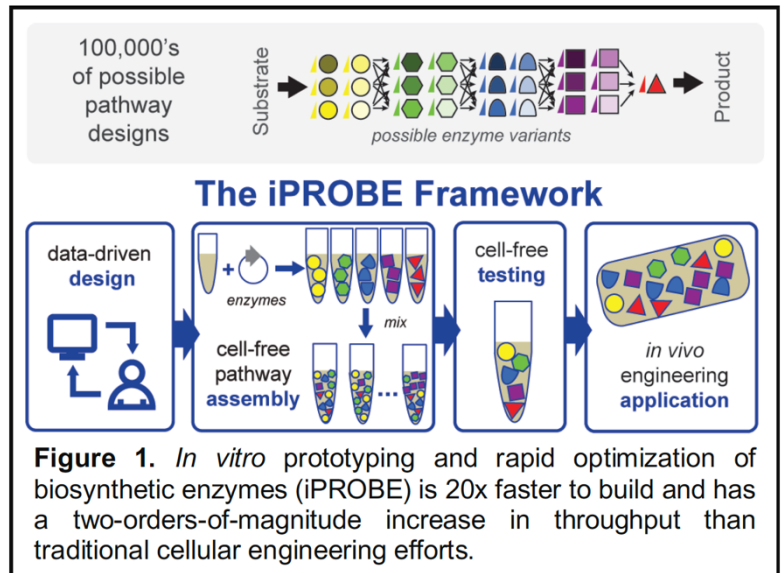 100,000's
of possible
pathway
designs
Substrate
possible enzyme variants
Product
The iPROBE Framework
data-driven
design
+
enzymes
mix
cell-free
pathway
assembly
...
cell-free
testing
in vivo
engineering
application
Figure 1. In vitro prototyping and rapid optimization of
biosynthetic enzymes (iPROBE) is 20x faster to build and has
a two-orders-of-magnitude increase in throughput than
traditional cellular engineering efforts.